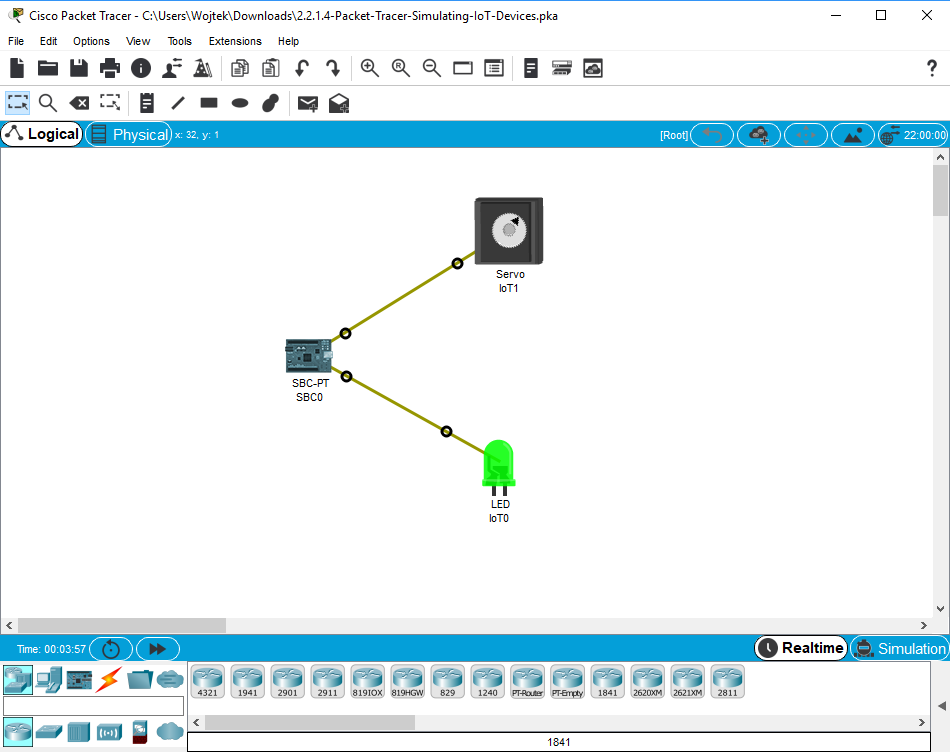 Cisco Packet Tracer - C:\Users\Wojtek\Downloads\2.2.1.4-Packet-Tracer-Simulating-IoT-Devices.pka
File Edit Options View Tools Extensions Help
Logical Physical x: 32, y: 1 [Root] 22:00:00
Servo
IoT1
SBC-PT
SBC0
LED
IoT0
Time: 00:03:57 Realtime Simulation
4321 1941 2901 2911 819IOX 819HGW 829 1240 PT-Router PT-Empty 1841 2620XM 2621XM 2811
1841